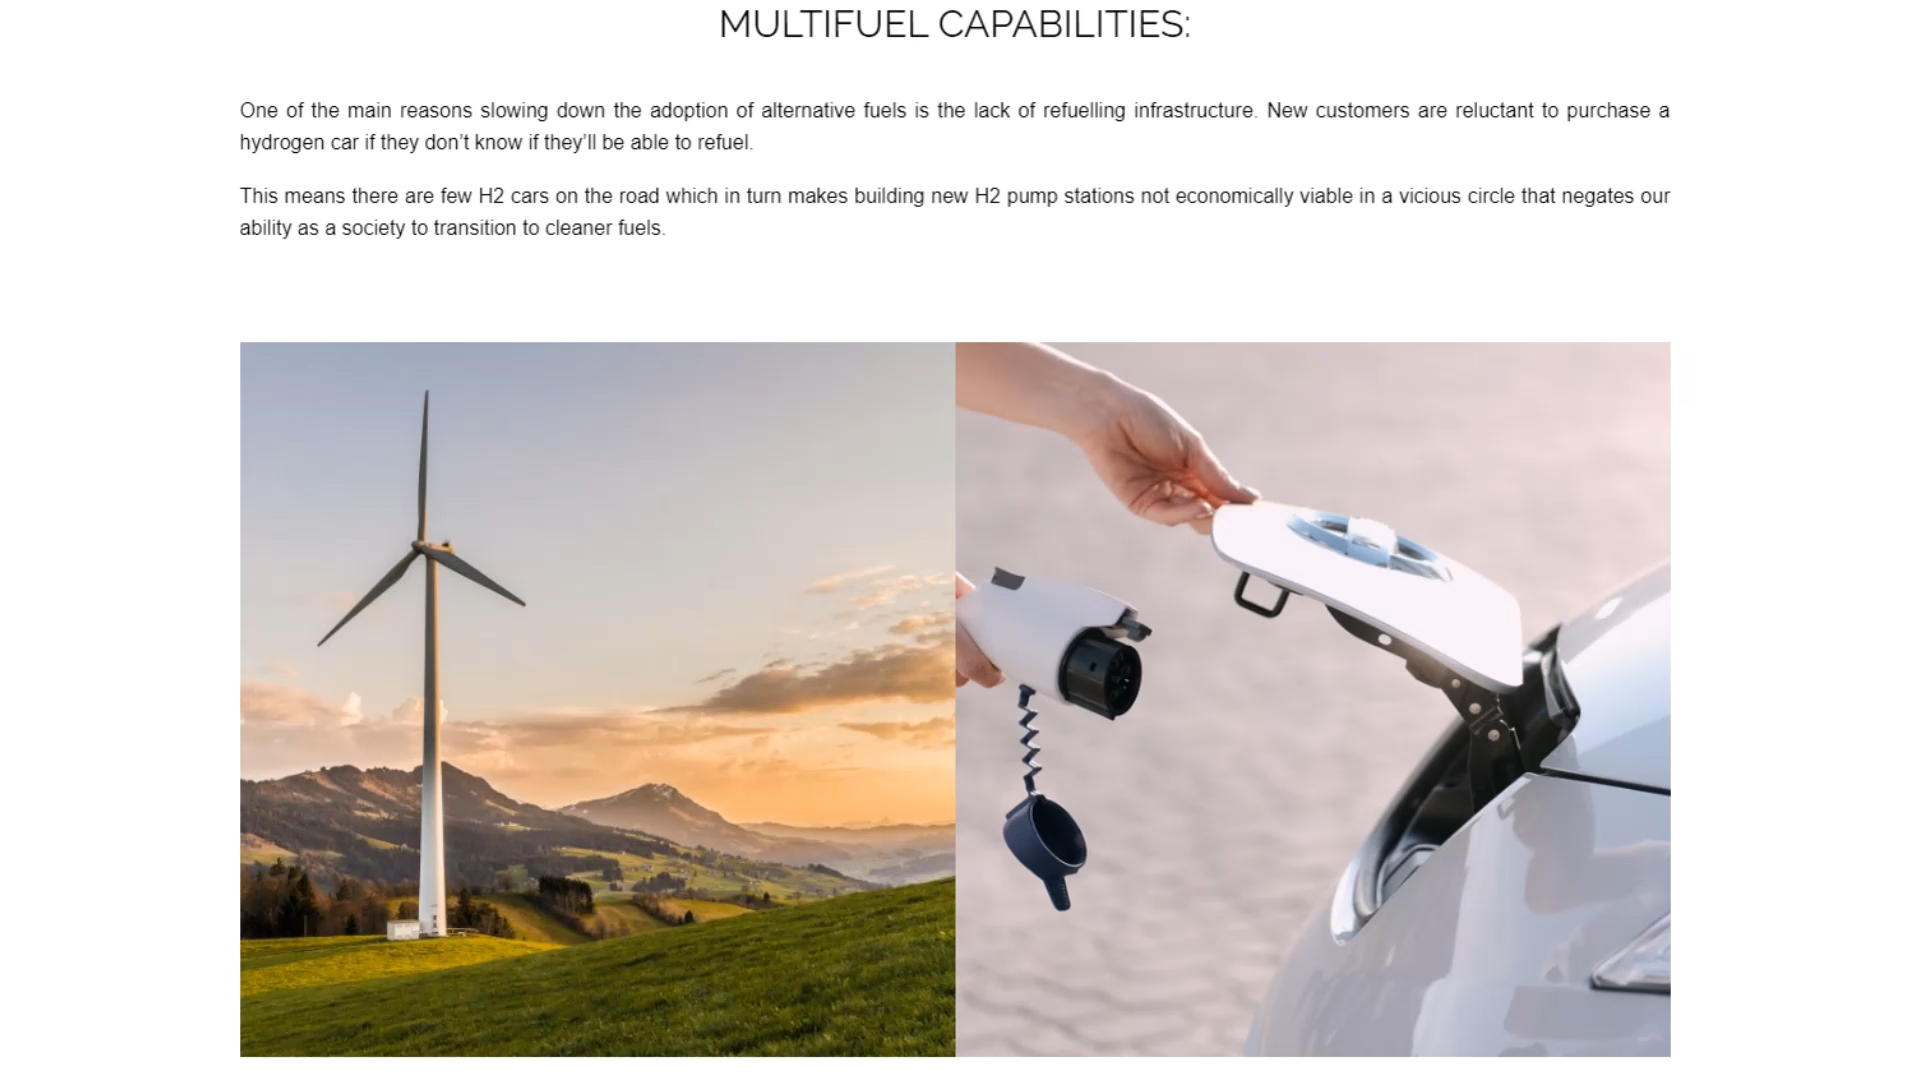 MULTIFUEL CAPABILITIES:
One of the main reasons slowing down the adoption of alternative fuels is the lack of refuelling infrastructure. New customers are reluctant to purchase a
hydrogen car if they don’t know if they’ll be able to refuel.
This means there are few H2 cars on the road which in turn makes building new H2 pump stations not economically viable in a vicious circle that negates our
ability as a society to transition to cleaner fuels.